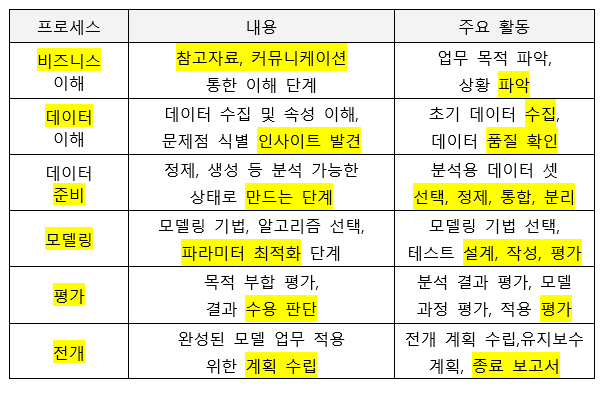 프로세스 내용 주요 활동
비즈니스 이해
참고자료, 커뮤니케이션
통한 이해 단계
업무 목적 파악,
상황 파악
데이터 이해
데이터 수집 및 속성 이해,
문제점 식별 인사이트 발견
초기 데이터 수집,
데이터 품질 확인
데이터 준비
정제, 생성 등 분석 가능한
상태로 만드는 단계
분석용 데이터 셋
선택, 정제, 통합, 분리
모델링
모델링 기법, 알고리즘 선택,
파라미터 최적화 단계
모델링 기법 선택,
테스트 설계, 작성, 평가
평가
목적 부합 평가,
결과 수용 판단
분석 결과 평가, 모델
과정 평가, 적용 평가
전개
완성된 모델 업무 적용
위한 계획 수립
전개 계획 수립,유지보수
계획, 종료 보고서